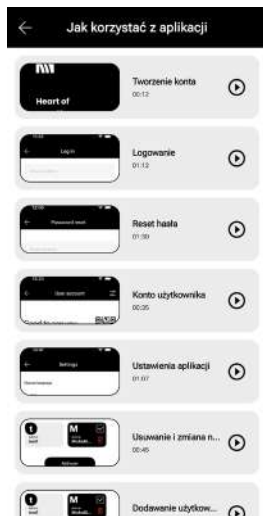 Jak korzystać z aplikacji
Heart of
Tworzenie konta
00:12
Log in
Logowanie
01:13
Password reset
Reset hasła
01:30
User account
Konto użytkownika
00:35
Settings
Ustawienia aplikacji
01:07
M
Usuwanie i zmiana n...
00:46
M
Dodawanie użytkow...